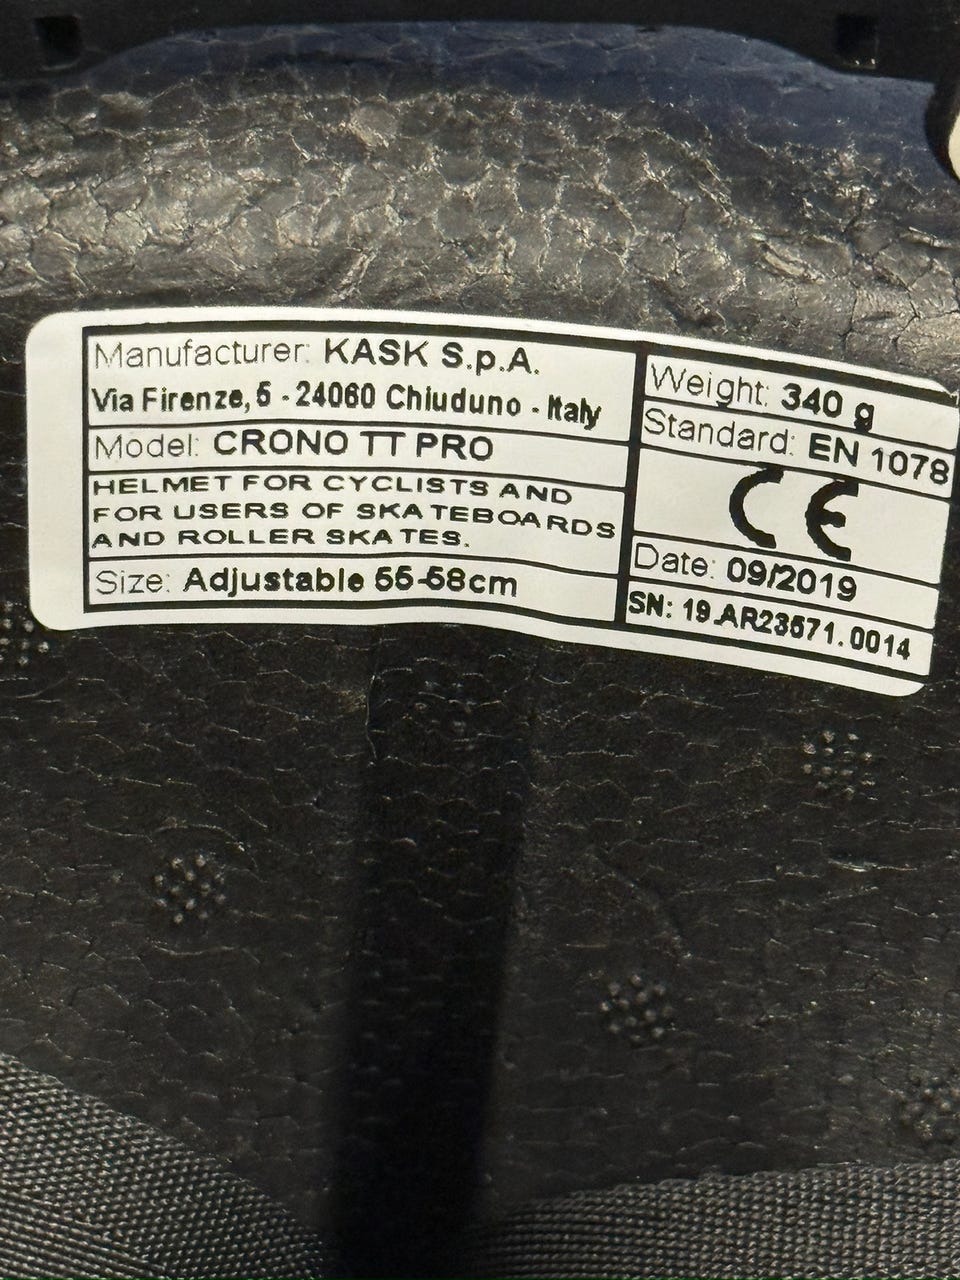 Manufacturer: KASK S.p.A.
Via Firenze, 5 - 24060 Chiuduno - Italy
Model: CRONO TT PRO
HELMET FOR CYCLISTS AND
FOR USERS OF SKATEBOARDS
AND ROLLER SKATES.
Size: Adjustable 55-58cm
Weight: 340 g
Standard: EN 1078
CE
Date: 09/2019
SN: 19.AR23571.0014